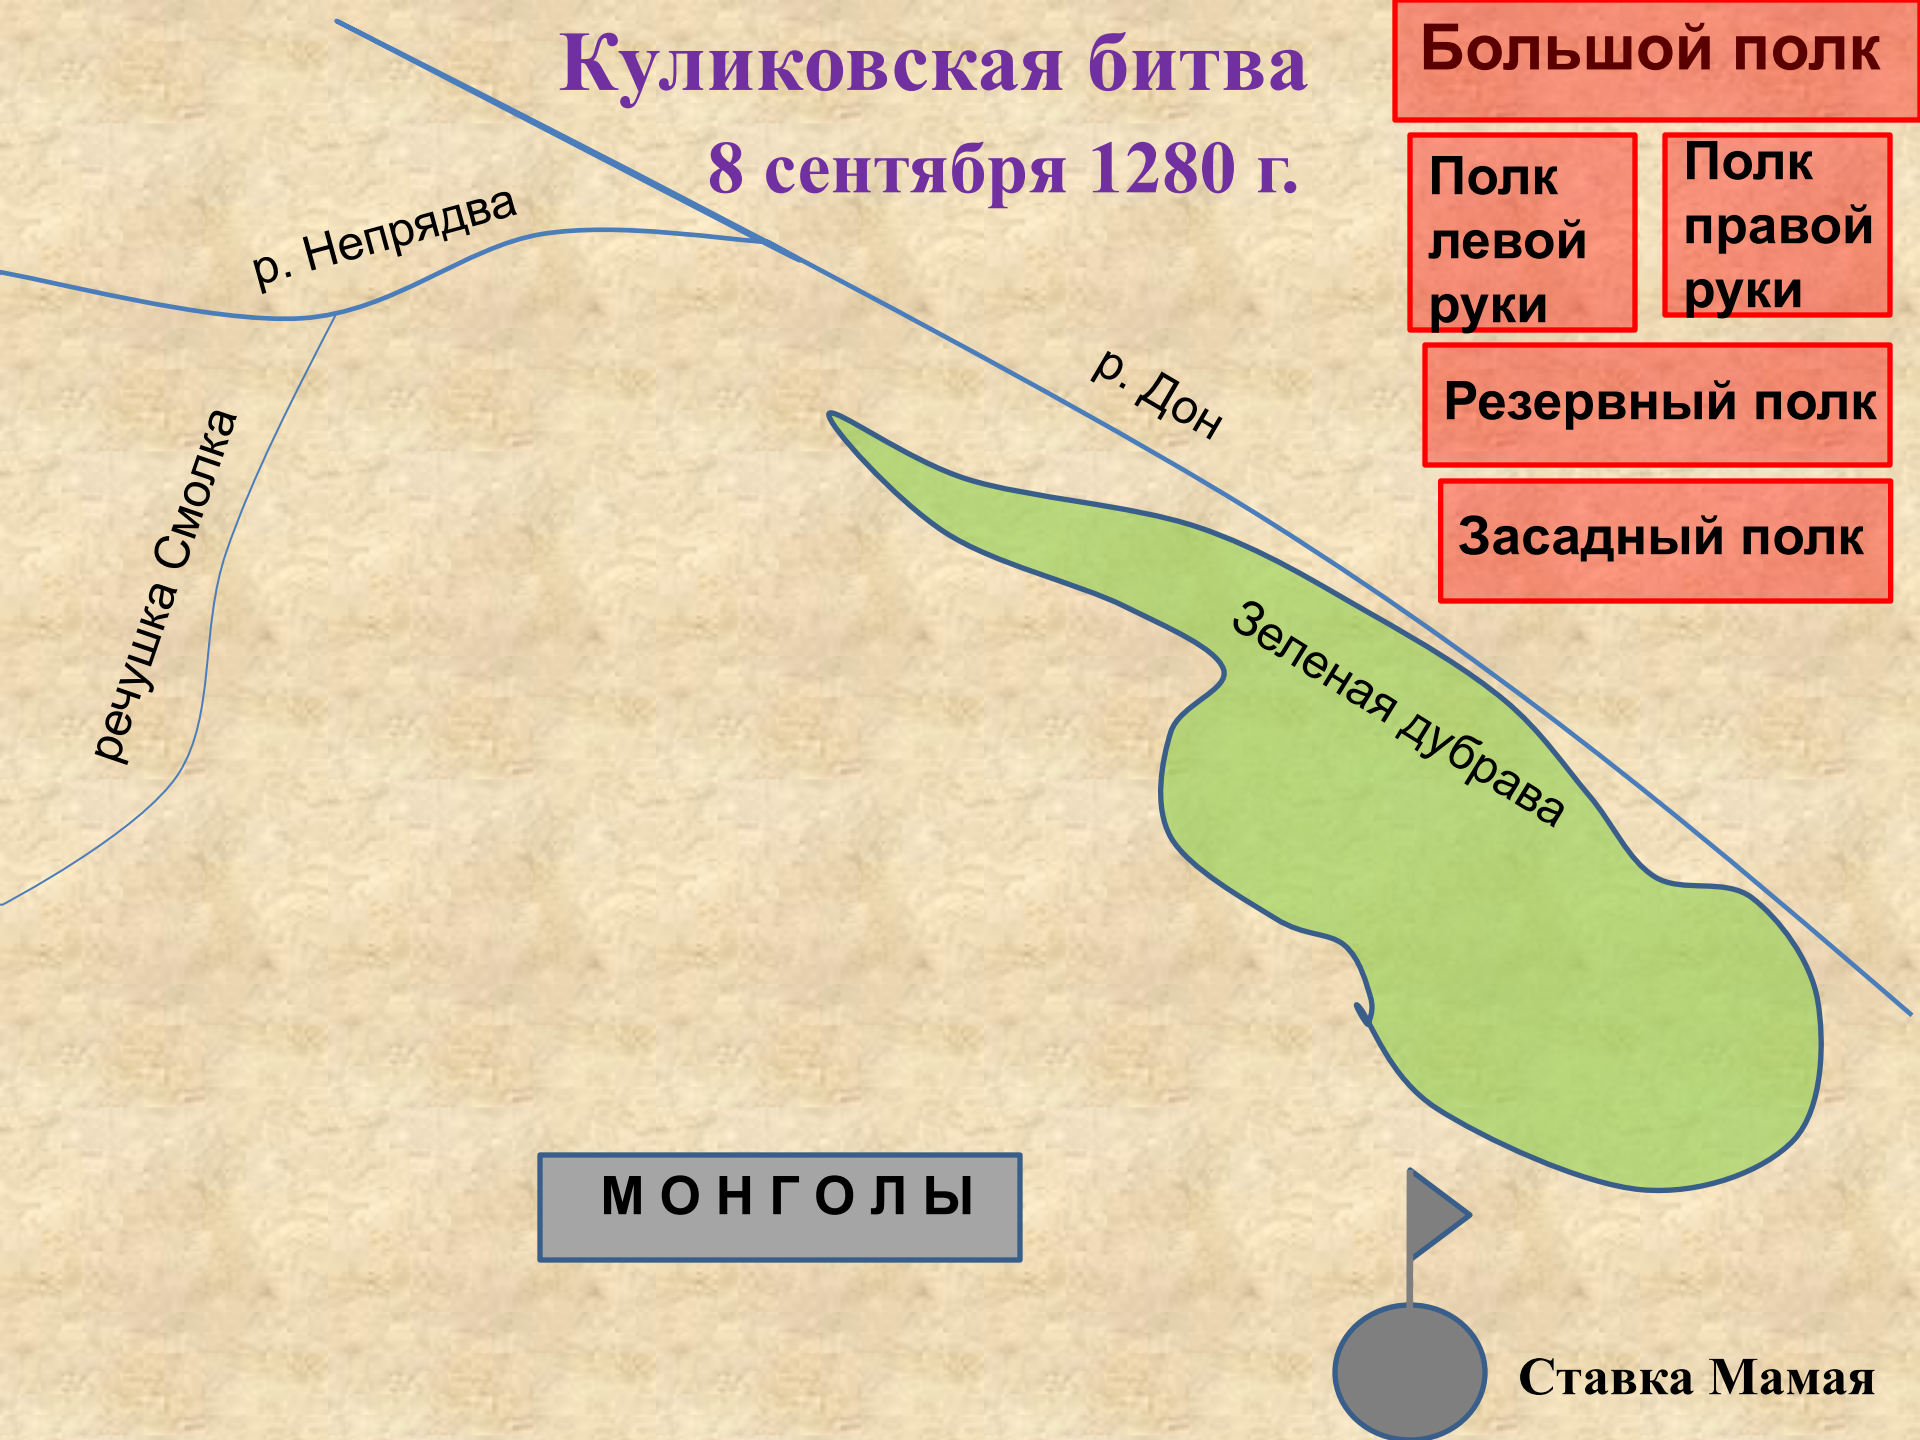 Куликовская битва
8 сентября 1280 г.
Большой полк
Полк
левой
руки
Полк
правой
руки
Резервный полк
Засадный полк
р. Непрядва
р. Дон
речушка Смолка
Зеленая дубрава
М О Н Г О Л Ы
Ставка Мамая